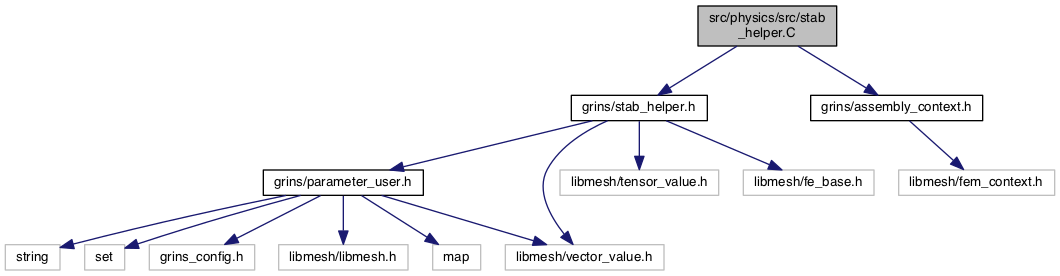 src/physics/src/stab
_helper.C
grins/stab_helper.h
grins/assembly_context.h
grins/parameter_user.h
libmesh/tensor_value.h
libmesh/fe_base.h
libmesh/fem_context.h
string
set
grins_config.h
libmesh/libmesh.h
map
libmesh/vector_value.h